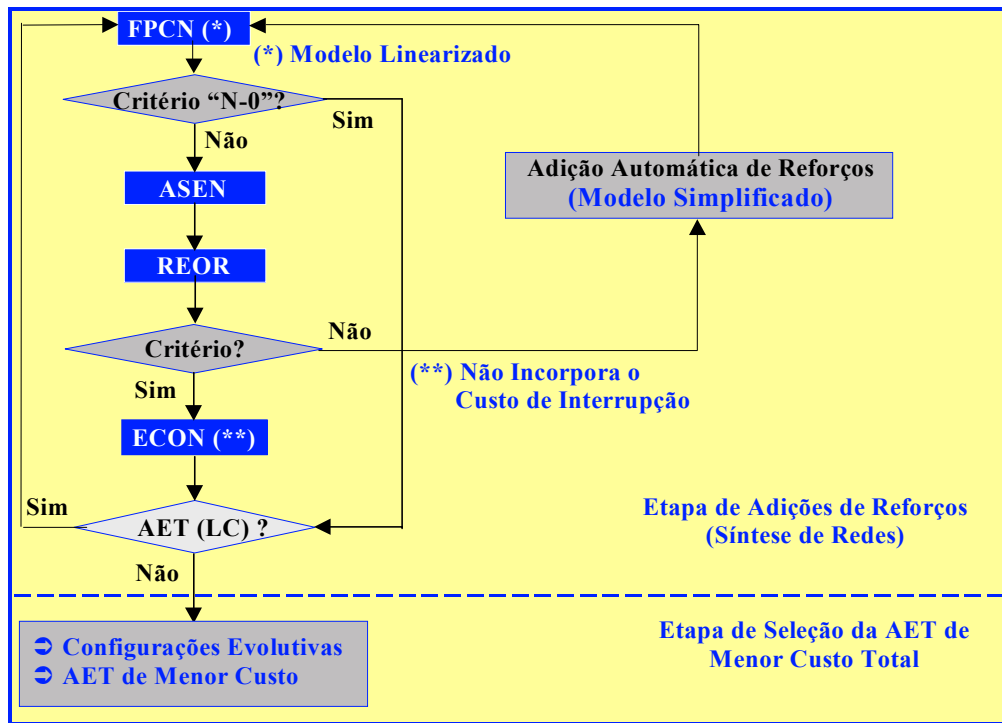 FPCN (*)
(*) Modelo Linearizado
Critério “N-0”?
Sim
Não
Adição Automática de Reforços
(Modelo Simplificado)
ASEN
REOR
Não
Critério?
(**) Não Incorpora o
Custo de Interrupção
Sim
ECON (**)
Sim
AET (LC) ?
Etapa de Adições de Reforços
(Síntese de Redes)
Não
Etapa de Seleção da AET de
Menor Custo Total
➲ Configurações Evolutivas
➲ AET de Menor Custo